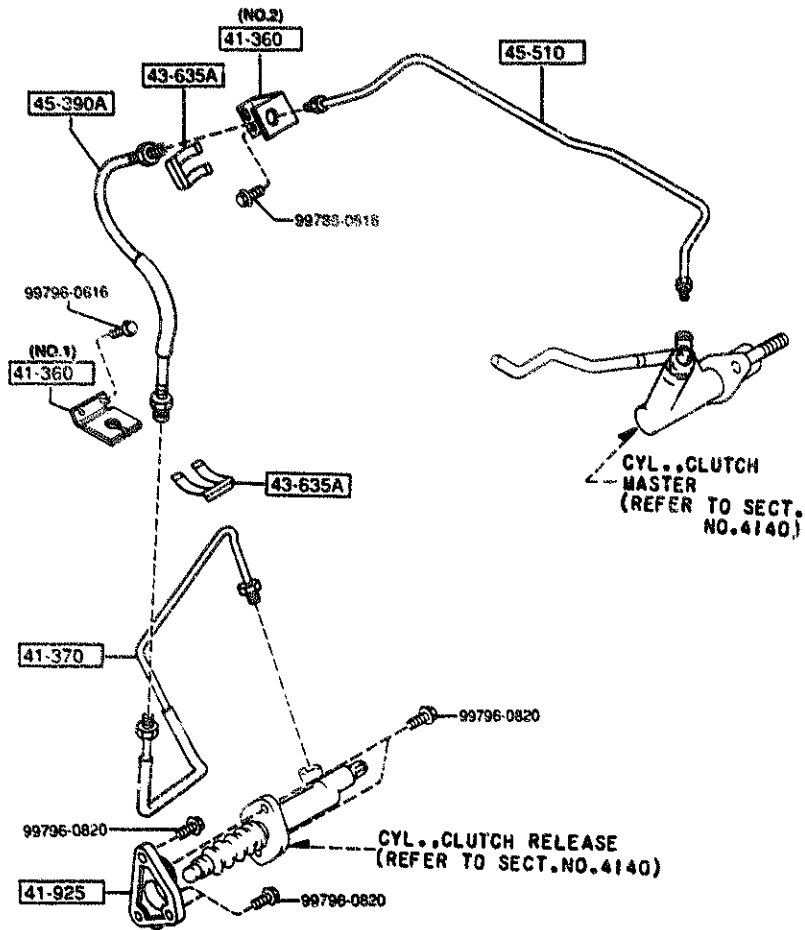 (NO.2)
41-360
45-510
43-635A
45-390A
99786-0616
99796-0616
(NO.1)
41-360
CYL..CLUTCH
MASTER
(REFER TO SECT.
NO.4140)
43-635A
41-370
99796-0820
99796-0820
CYL..CLUTCH RELEASE
(REFER TO SECT.NO.4140)
41-925
99796-0820